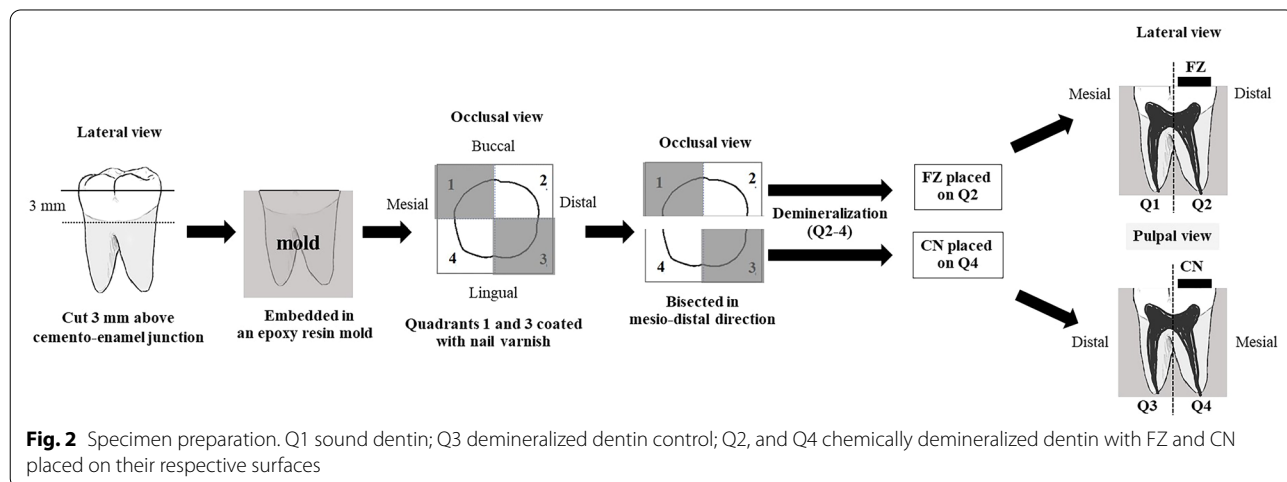 Lateral view
3 mm
Cut 3 mm above
cemento-enamel junction
mold
Embedded in
an epoxy resin mold
Occlusal view
Buccal
1
2
Mesial
Distal
4
3
Lingual
Quadrants 1 and 3 coated
with nail varnish
Occlusal view
1
2
4
3
Bisected in
mesio-distal direction
Demineralization
(Q2-4)
FZ placed
on Q2
CN placed
on Q4
Lateral view
FZ
Mesial
Distal
Q1
Q2
Pulpal view
CN
Distal
Mesial
Q3
Q4
Fig. 2 Specimen preparation. Q1 sound dentin; Q3 demineralized dentin control; Q2, and Q4 chemically demineralized dentin with FZ and CN
placed on their respective surfaces